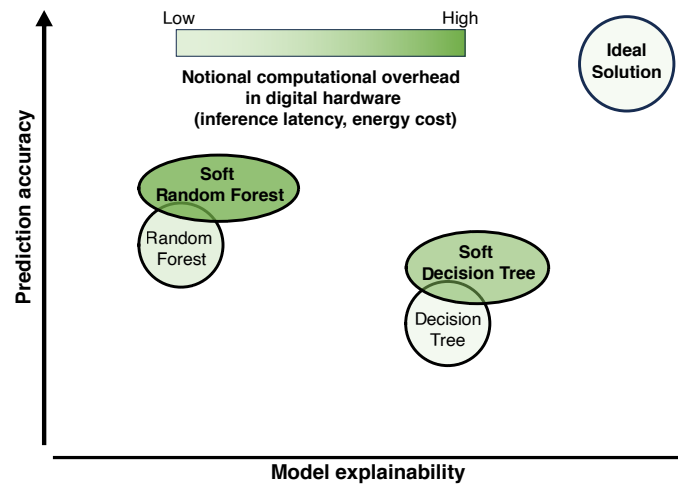 Low
High
Notional computational overhead
in digital hardware
(inference latency, energy cost)
Ideal
Solution
Prediction accuracy
Soft
Random Forest
Random
Forest
Soft
Decision Tree
Decision
Tree
Model explainability